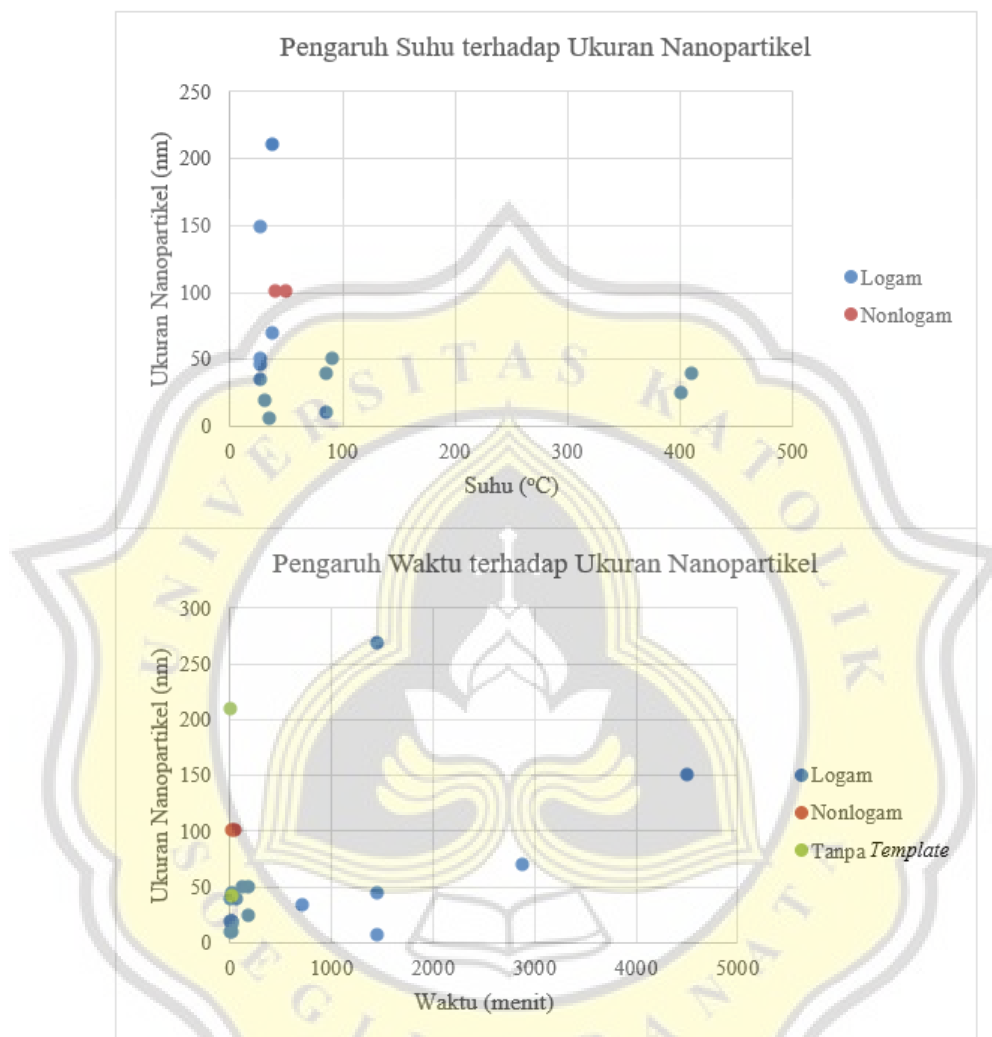 Pengaruh Suhu terhadap Ukuran Nanopartikel
Ukuran Nanopartikel (nm)
250
200
150
100
50
0
0 100 200 300 400 500
Suhu (°C)
Logam
Nonlogam
Pengaruh Waktu terhadap Ukuran Nanopartikel
Ukuran Nanopartikel (nm)
300
250
200
150
100
50
0
0 1000 2000 3000 4000 5000
Waktu (menit)
Logam
Nonlogam
Tanpa Template
UNIVERSITAS KATOLIK